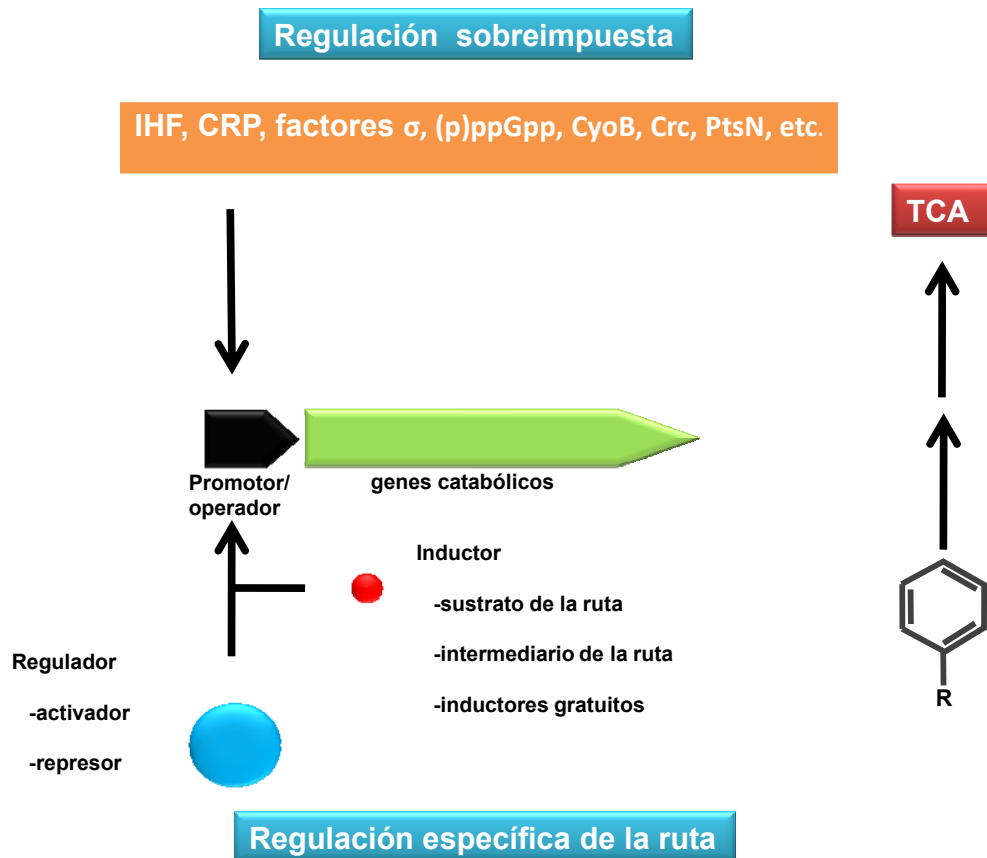 Regulación sobreimpuesta
IHF, CRP, factores σ, (p)ppGpp, CyoB, Crc, PtsN, etc.
TCA
Promotor/
operador
genes catabólicos
Inductor
-sustrato de la ruta
-intermediario de la ruta
-inductores gratuitos
Regulador
-activador
-represor
R
Regulación específica de la ruta